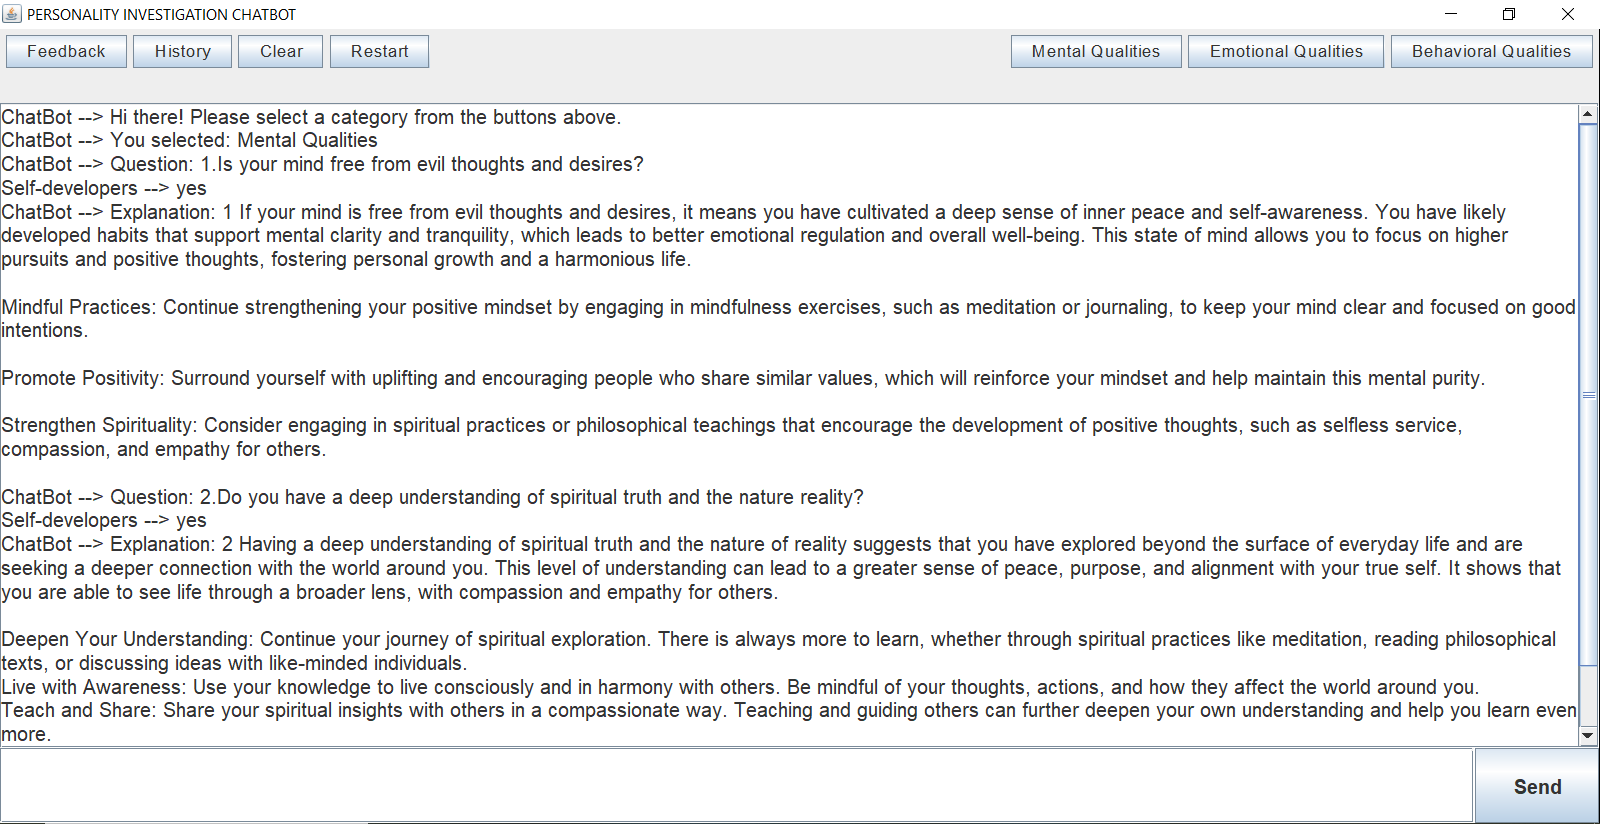 PERSONALITY INVESTIGATION CHATBOT
Feedback History Clear Restart Mental Qualities Emotional Qualities Behavioral Qualities
ChatBot --> Hi there! Please select a category from the buttons above.
ChatBot --> You selected: Mental Qualities
ChatBot --> Question: 1.Is your mind free from evil thoughts and desires?
Self-developers --> yes
ChatBot --> Explanation: 1 If your mind is free from evil thoughts and desires, it means you have cultivated a deep sense of inner peace and self-awareness. You have likely
developed habits that support mental clarity and tranquility, which leads to better emotional regulation and overall well-being. This state of mind allows you to focus on higher
pursuits and positive thoughts, fostering personal growth and a harmonious life.
Mindful Practices: Continue strengthening your positive mindset by engaging in mindfulness exercises, such as meditation or journaling, to keep your mind clear and focused on good
intentions.
Promote Positivity: Surround yourself with uplifting and encouraging people who share similar values, which will reinforce your mindset and help maintain this mental purity.
Strengthen Spirituality: Consider engaging in spiritual practices or philosophical teachings that encourage the development of positive thoughts, such as selfless service,
compassion, and empathy for others.
ChatBot --> Question: 2.Do you have a deep understanding of spiritual truth and the nature reality?
Self-developers --> yes
ChatBot --> Explanation: 2 Having a deep understanding of spiritual truth and the nature of reality suggests that you have explored beyond the surface of everyday life and are
seeking a deeper connection with the world around you. This level of understanding can lead to a greater sense of peace, purpose, and alignment with your true self. It shows that
you are able to see life through a broader lens, with compassion and empathy for others.
Deepen Your Understanding: Continue your journey of spiritual exploration. There is always more to learn, whether through spiritual practices like meditation, reading philosophical
texts, or discussing ideas with like-minded individuals.
Live with Awareness: Use your knowledge to live consciously and in harmony with others. Be mindful of your thoughts, actions, and how they affect the world around you.
Teach and Share: Share your spiritual insights with others in a compassionate way. Teaching and guiding others can further deepen your own understanding and help you learn even
more.
Send